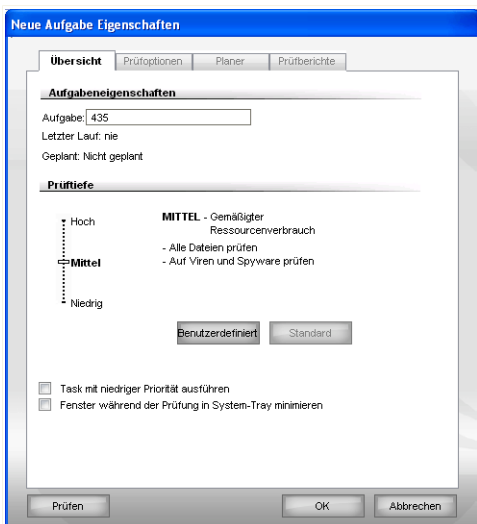 Neue Aufgabe Eigenschaften
Übersicht Prüfoptionen Planer Prüfberichte
Aufgabeneigenschaften
Aufgabe: 435
Letzter Lauf: nie
Geplant: Nicht geplant
Prüftiefe
Hoch
Mittel
Niedrig
MITTEL - Gemäßigter
Ressourcenverbrauch
- Alle Dateien prüfen
- Auf Viren und Spyware prüfen
Benutzerdefiniert Standard
Task mit niedriger Priorität ausführen
Fenster während der Prüfung in System-Tray minimieren
Prüfen OK Abbrechen